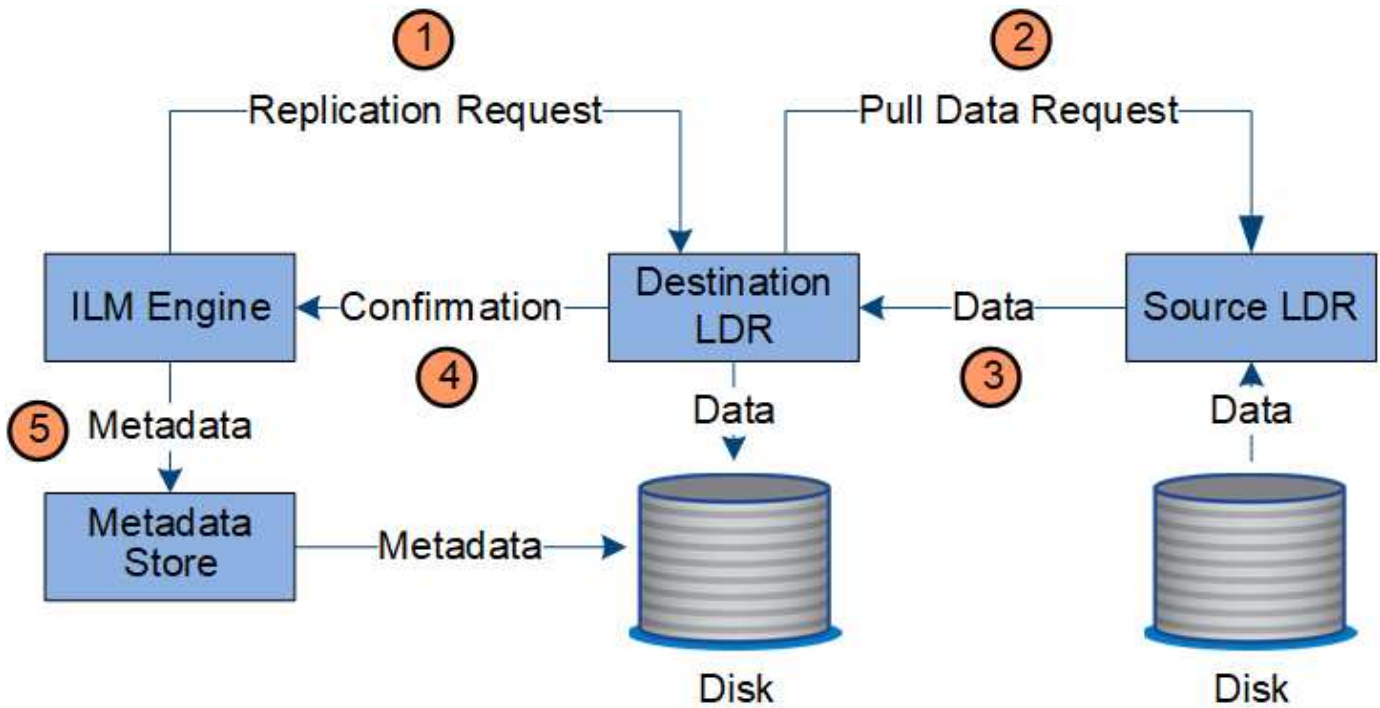 1
2
Replication Request
Pull Data Request
ILM Engine
Confirmation
Destination
LDR
Data
Source LDR
4
3
5
Metadata
Data
Data
Metadata
Store
Metadata
Disk
Disk